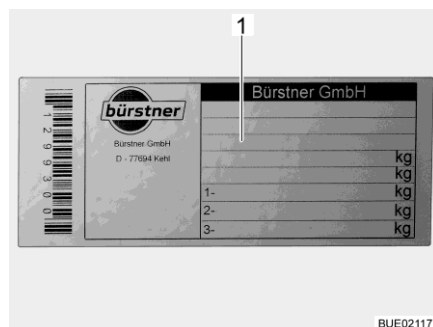 1
Bürstner GmbH
bürstner
Bürstner GmbH
D - 77694 Kehl
kg
kg
1- kg
2- kg
3- kg
1299300
BUE02117